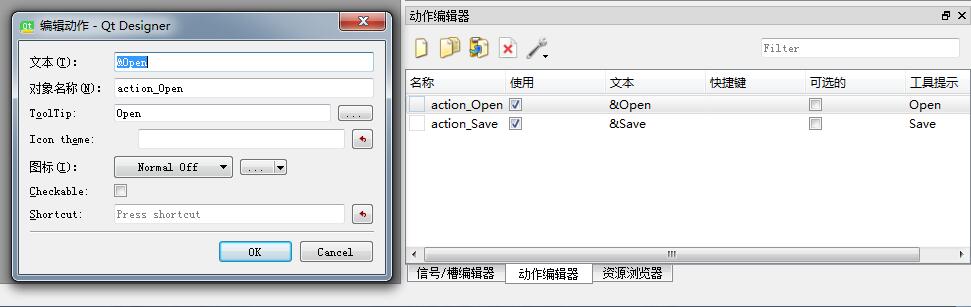 编辑动作 - Qt Designer
文本(T): &Open
对象名称(N): action_Open
ToolTip: Open ...
Icon theme:
图标(I): Normal Off ...
Checkable:
Shortcut: Press shortcut
OK Cancel
动作编辑器
Filter
名称 使用 文本 快捷键 可选的 工具提示
action_Open &Open Open
action_Save &Save Save
信号/槽编辑器 动作编辑器 资源浏览器